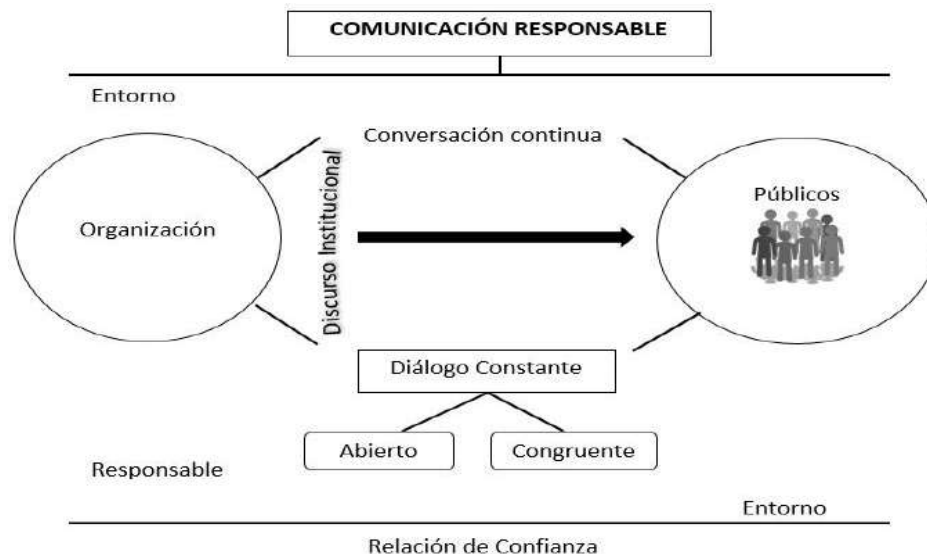 COMUNICACIÓN RESPONSABLE
Entorno
Conversación continua
Organización
Discurso Institucional
Públicos
Diálogo Constante
Abierto
Congruente
Responsable
Entorno
Relación de Confianza